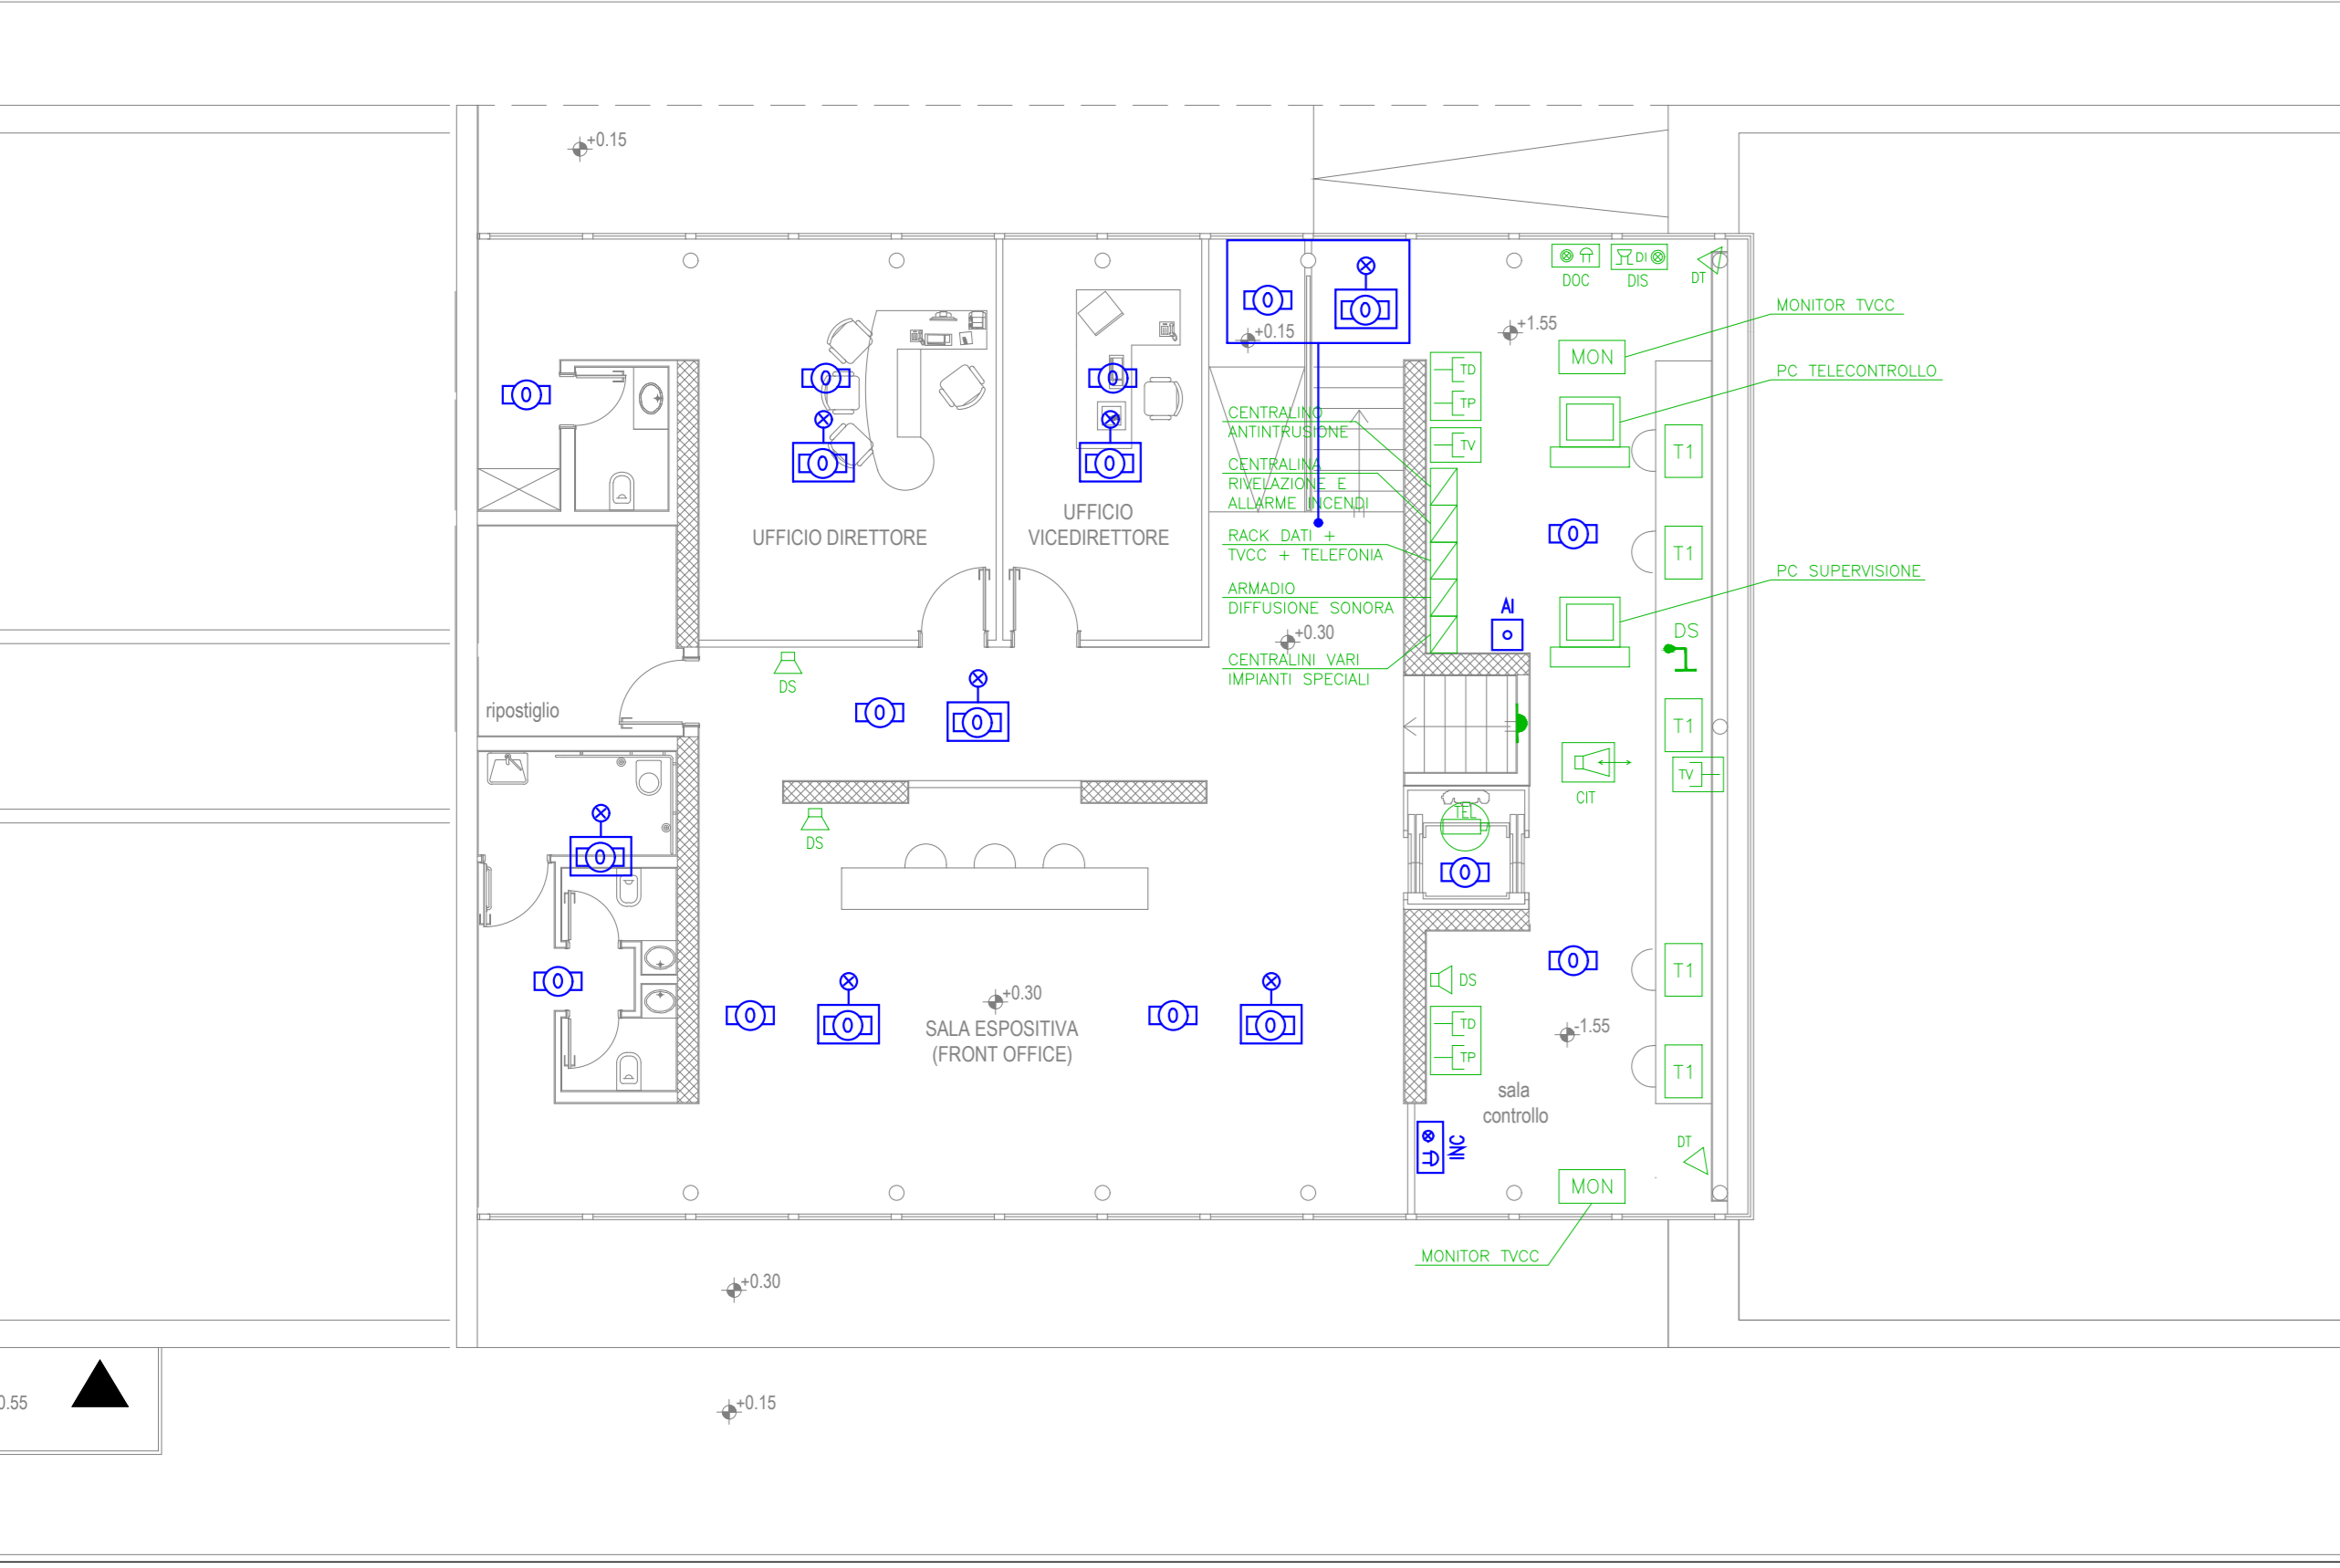 +0.15
DOC
DIS
DI
DT
MONITOR TVCC
+0.15
+1.55
MON
TD
TP
TV
PC TELECONTROLLO
T1
CENTRALINO
ANTINTRUSIONE
CENTRALINA
RIVELAZIONE E
ALLARME INCENDI
UFFICIO DIRETTORE
UFFICIO
VICEDIRETTORE
RACK DATI +
TVCC + TELEFONIA
T1
PC SUPERVISIONE
ARMADIO
DIFFUSIONE SONORA
AI
+0.30
DS
CENTRALINI VARI
IMPIANTI SPECIALI
DS
ripostiglio
T1
TV
CIT
TEL
DS
DS
T1
+0.30
SALA ESPOSITIVA
(FRONT OFFICE)
TD
TP
-1.55
T1
sala
controllo
INC
DT
MON
MONITOR TVCC
+0.30
0.55
+0.15